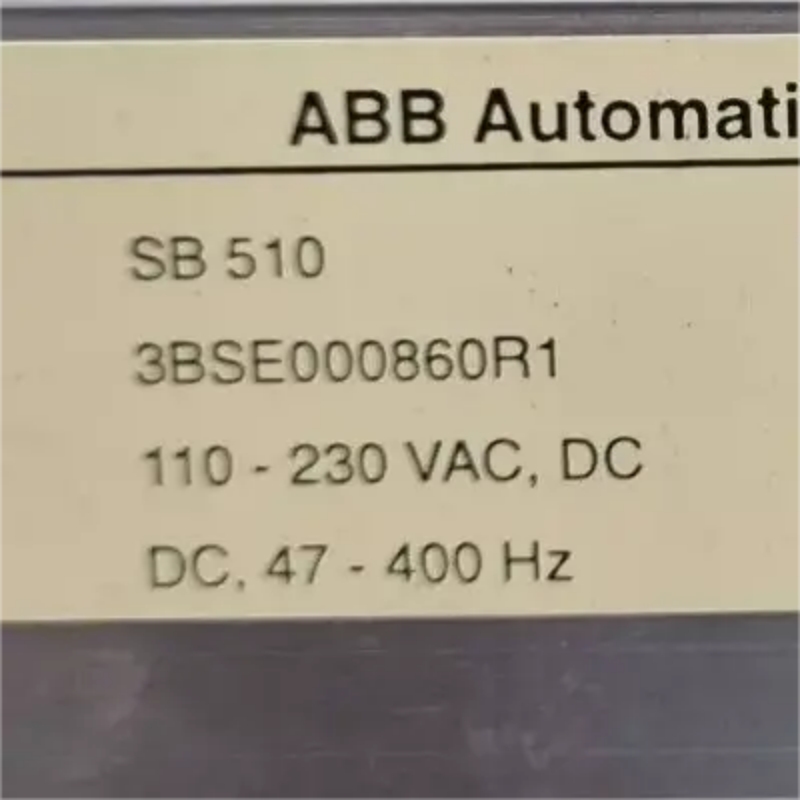 ABB Automati
SB 510
3BSE000860R1
110 - 230 VAC, DC
DC, 47 - 400 Hz